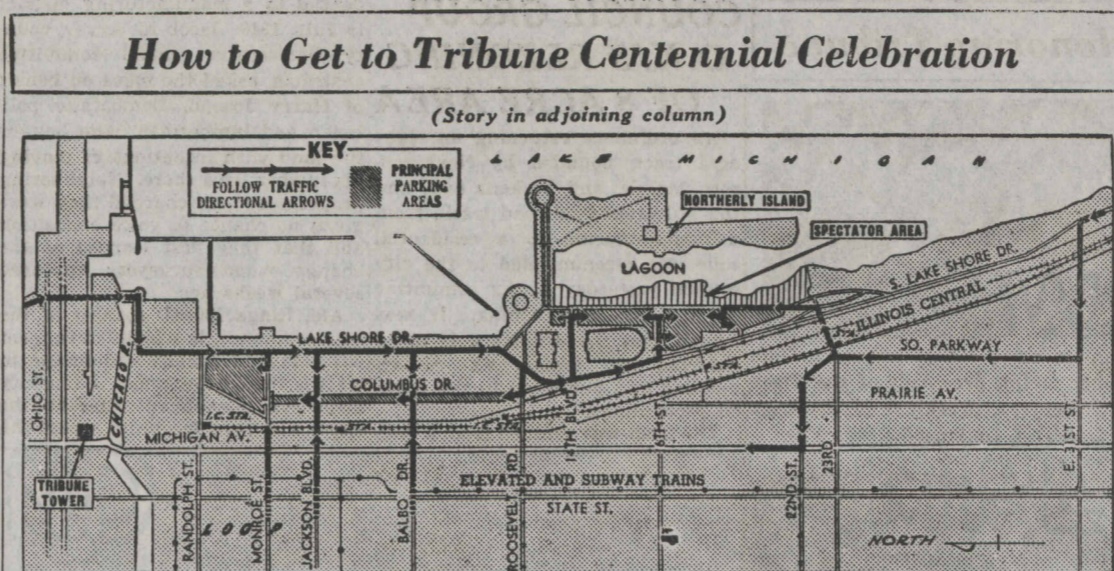 How to Get to Tribune Centennial Celebration
(Story in adjoining column)
LAKE MICHIGAN
KEY
FOLLOW TRAFFIC
DIRECTIONAL ARROWS
PRINCIPAL
PARKING
AREAS
NORTHERLY ISLAND
SPECTATOR AREA
LAGOON
S. LAKE SHORE DR.
ILLINOIS CENTRAL
LAKE SHORE DR.
SO. PARKWAY
COLUMBUS DR.
PRAIRIE AV.
OHIO ST.
CHICAGO R.
I.C. STA.
STA.
I.C. STA.
STA.
MICHIGAN AV.
14TH BLVD.
16TH ST.
22ND ST.
23RD
E. 31ST ST.
TRIBUNE
TOWER
ELEVATED AND SUBWAY TRAINS
STATE ST.
RANDOLPH ST.
LOOP
MONROE ST.
JACKSON BLVD.
BALBO DR.
ROOSEVELT RD.
NORTH